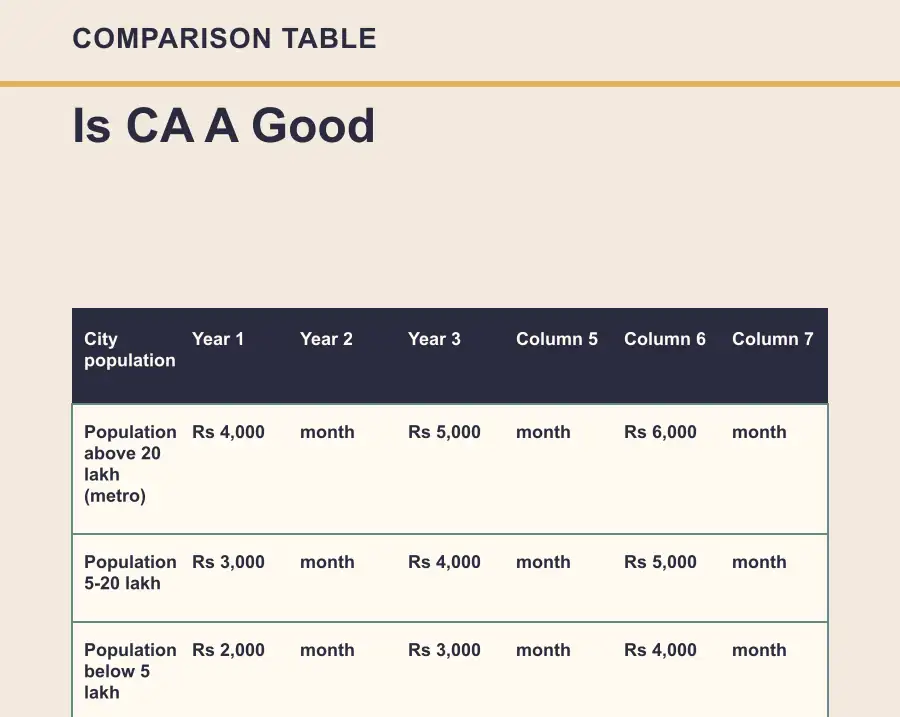 COMPARISON TABLE
Is CA A Good
City population Year 1 Year 2 Year 3 Column 5 Column 6 Column 7
Population above 20 lakh (metro) Rs 4,000 month Rs 5,000 month Rs 6,000 month
Population 5-20 lakh Rs 3,000 month Rs 4,000 month Rs 5,000 month
Population below 5 lakh Rs 2,000 month Rs 3,000 month Rs 4,000 month